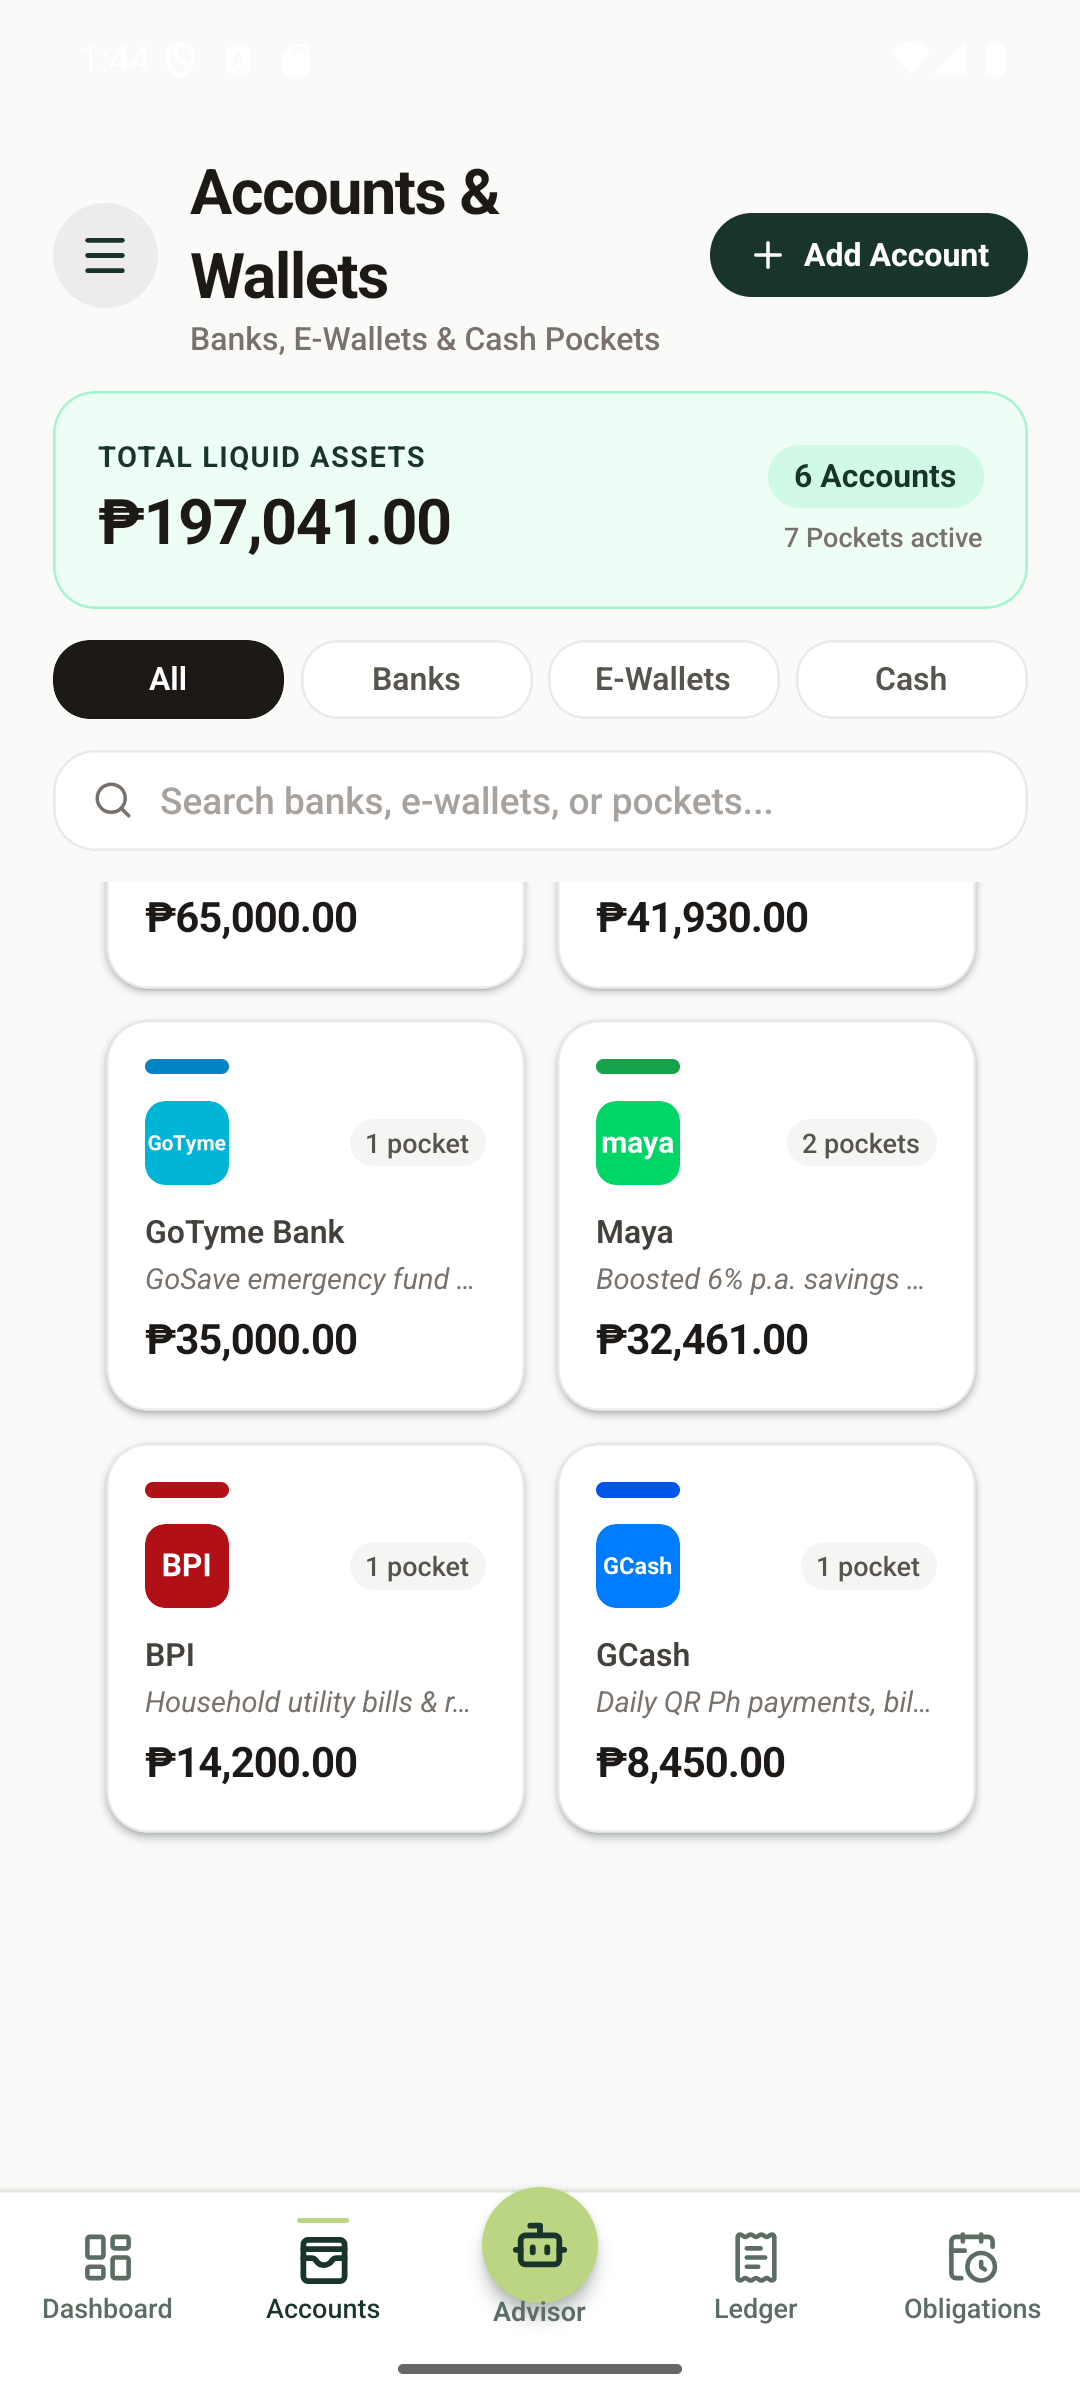 1:44
Accounts &
Wallets
Banks, E-Wallets & Cash Pockets
Add Account
TOTAL LIQUID ASSETS
₱197,041.00
6 Accounts
7 Pockets active
All
Banks
E-Wallets
Cash
Search banks, e-wallets, or pockets...
₱65,000.00
₱41,930.00
GoTyme
1 pocket
GoTyme Bank
GoSave emergency fund ...
₱35,000.00
maya
2 pockets
Maya
Boosted 6% p.a. savings ...
₱32,461.00
BPI
1 pocket
BPI
Household utility bills & r...
₱14,200.00
GCash
1 pocket
GCash
Daily QR Ph payments, bil...
₱8,450.00
Dashboard
Accounts
Advisor
Ledger
Obligations